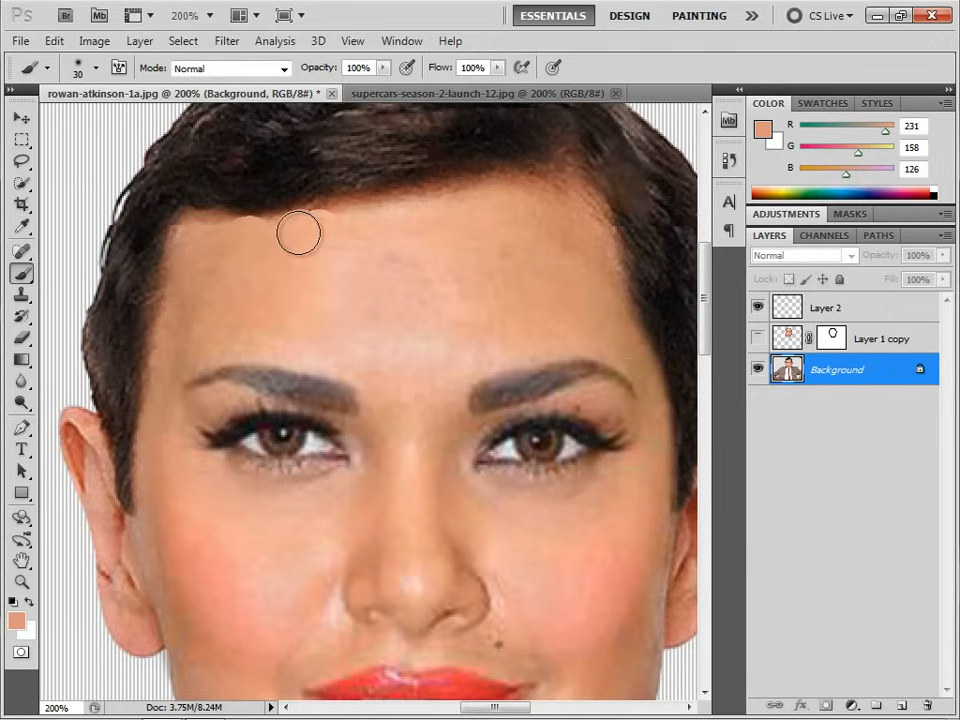 Ps Br Mb 200% ESSENTIALS DESIGN PAINTING CS Live
File Edit Image Layer Select Filter Analysis 3D View Window Help
30 Mode: Normal Opacity: 100% Flow: 100%
rowan-atkinson-1a.jpg @ 200% (Background, RGB/8#) * supercars-season-2-launch-12.jpg @ 200% (RGB/8#)
Mb
A
COLOR SWATCHES STYLES
R 231
G 158
B 126
ADJUSTMENTS MASKS
LAYERS CHANNELS PATHS
Normal Opacity: 100%
Lock: Fill: 100%
Layer 2
Layer 1 copy
Background
T
200% Doc: 3.75M/8.24M
fx